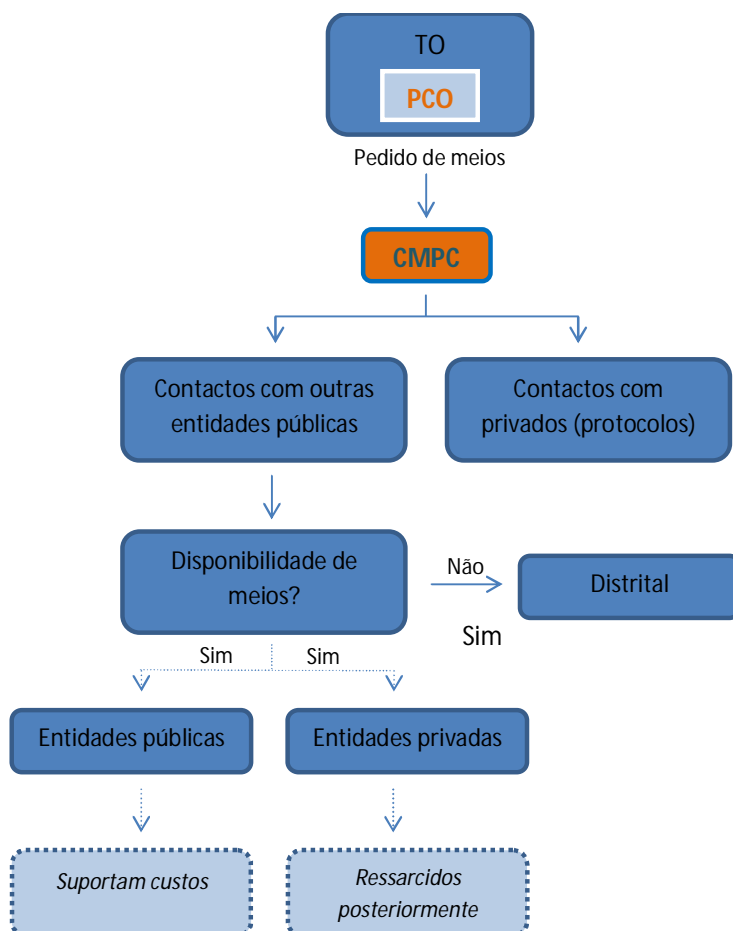 TO
PCO
Pedido de meios
CMPC
Contactos com outras
entidades públicas
Contactos com
privados (protocolos)
Disponibilidade de
meios?
Não
Distrital
Sim
Sim
Sim
Entidades públicas
Entidades privadas
Suportam custos
Ressarcidos
posteriormente